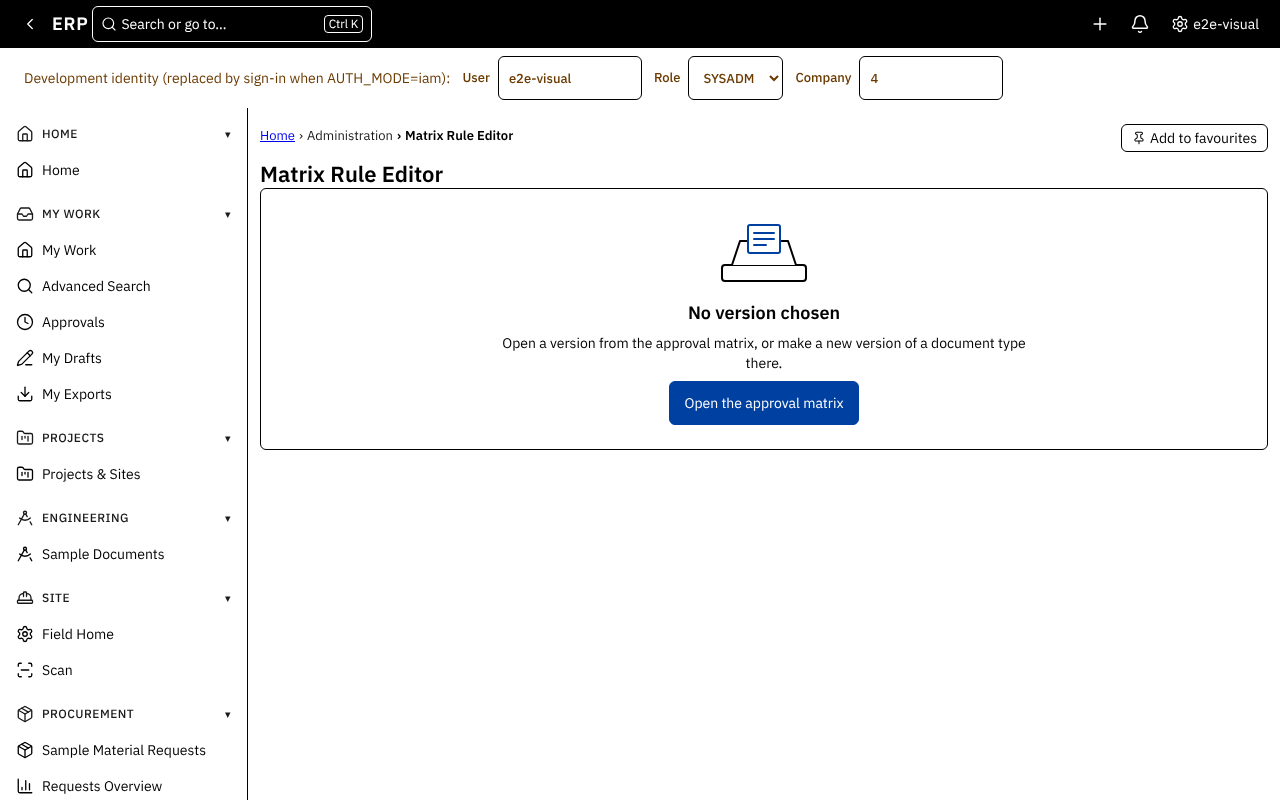 ERP
Search or go to...
Ctrl K
e2e-visual
Development identity (replaced by sign-in when AUTH_MODE=iam):
User
e2e-visual
Role
SYSADM
Company
4
HOME
Home
MY WORK
My Work
Advanced Search
Approvals
My Drafts
My Exports
PROJECTS
Projects & Sites
ENGINEERING
Sample Documents
SITE
Field Home
Scan
PROCUREMENT
Sample Material Requests
Requests Overview
Home › Administration › Matrix Rule Editor
Add to favourites
Matrix Rule Editor
No version chosen
Open a version from the approval matrix, or make a new version of a document type
there.
Open the approval matrix